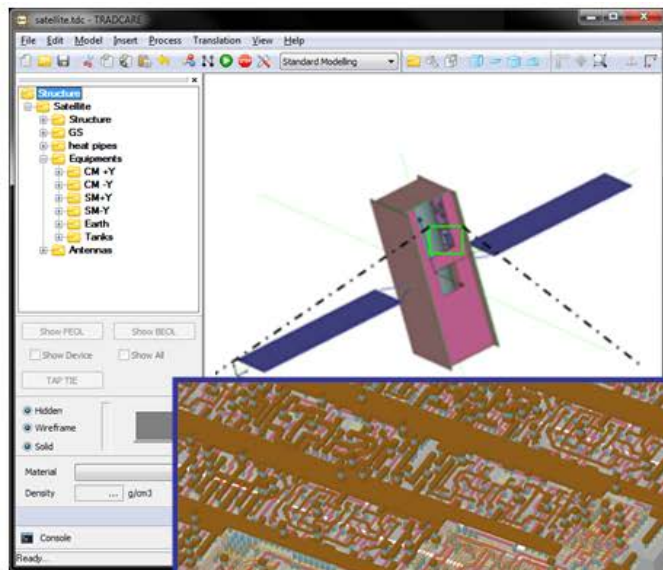 satellite.tdc - TRADCARE
File Edit Model Insert Process Translation View Help
Standard Modelling
Structure
Satellite
Structure
GS
heat pipes
Equipments
CM +Y
CM -Y
SM+Y
SM-Y
Earth
Tanks
Antennas
Show FEOL Show BEOL
Show Device Show All
TAP TIE
Hidden
Wireframe
Solid
Material
Density ... g/cm3
Console
Ready...